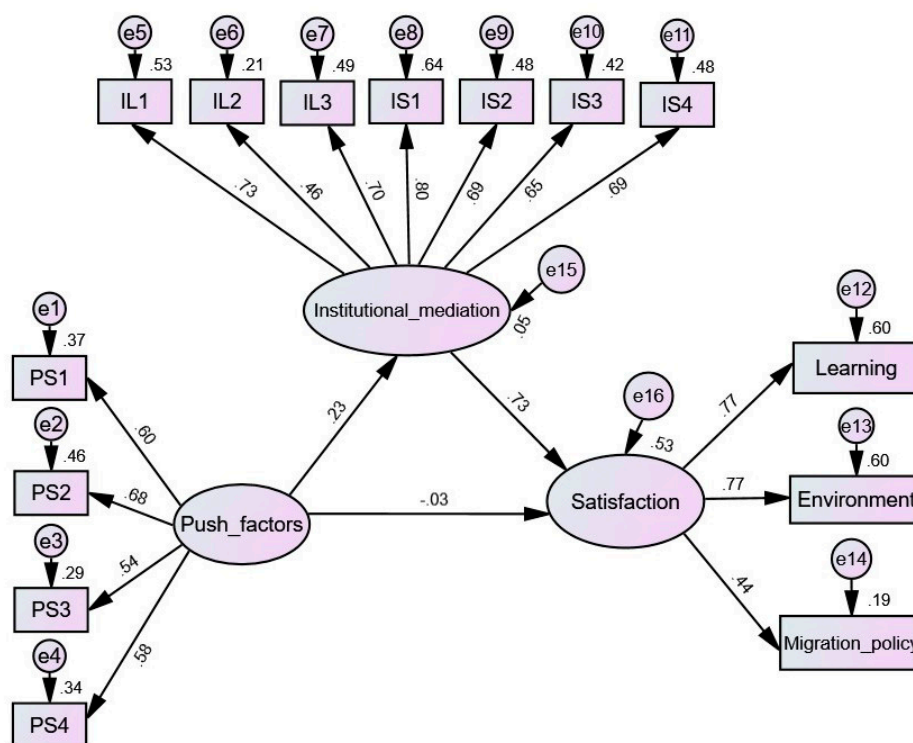 e5 e6 e7 e8 e9 e10 e11
.53 .21 .49 .64 .48 .42 .48
IL1 IL2 IL3 IS1 IS2 IS3 IS4
.73 .46 .70 .80 .69 .65 .69
e15
Institutional_mediation
.05
e12
.60
Learning
e1
.37
PS1
.60
.23
.73
e16
.53
.77
e13
.60
e2
.46
PS2
.68
Push_factors
-.03
Satisfaction
.77
Environment
e3
.29
PS3
.54
e14
.19
.44
Migration_policy
.58
e4
.34
PS4